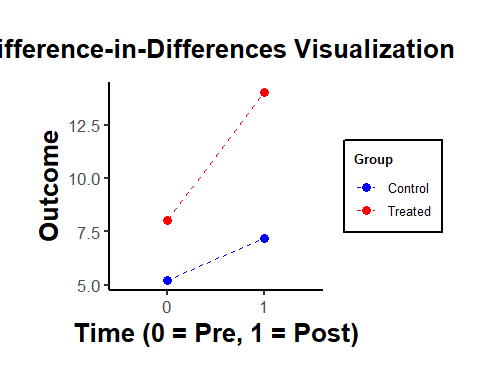 ifference-in-Differences Visualization
12.5
10.0
7.5
5.0
Outcome
0 1
Time (0 = Pre, 1 = Post)
Group
Control
Treated